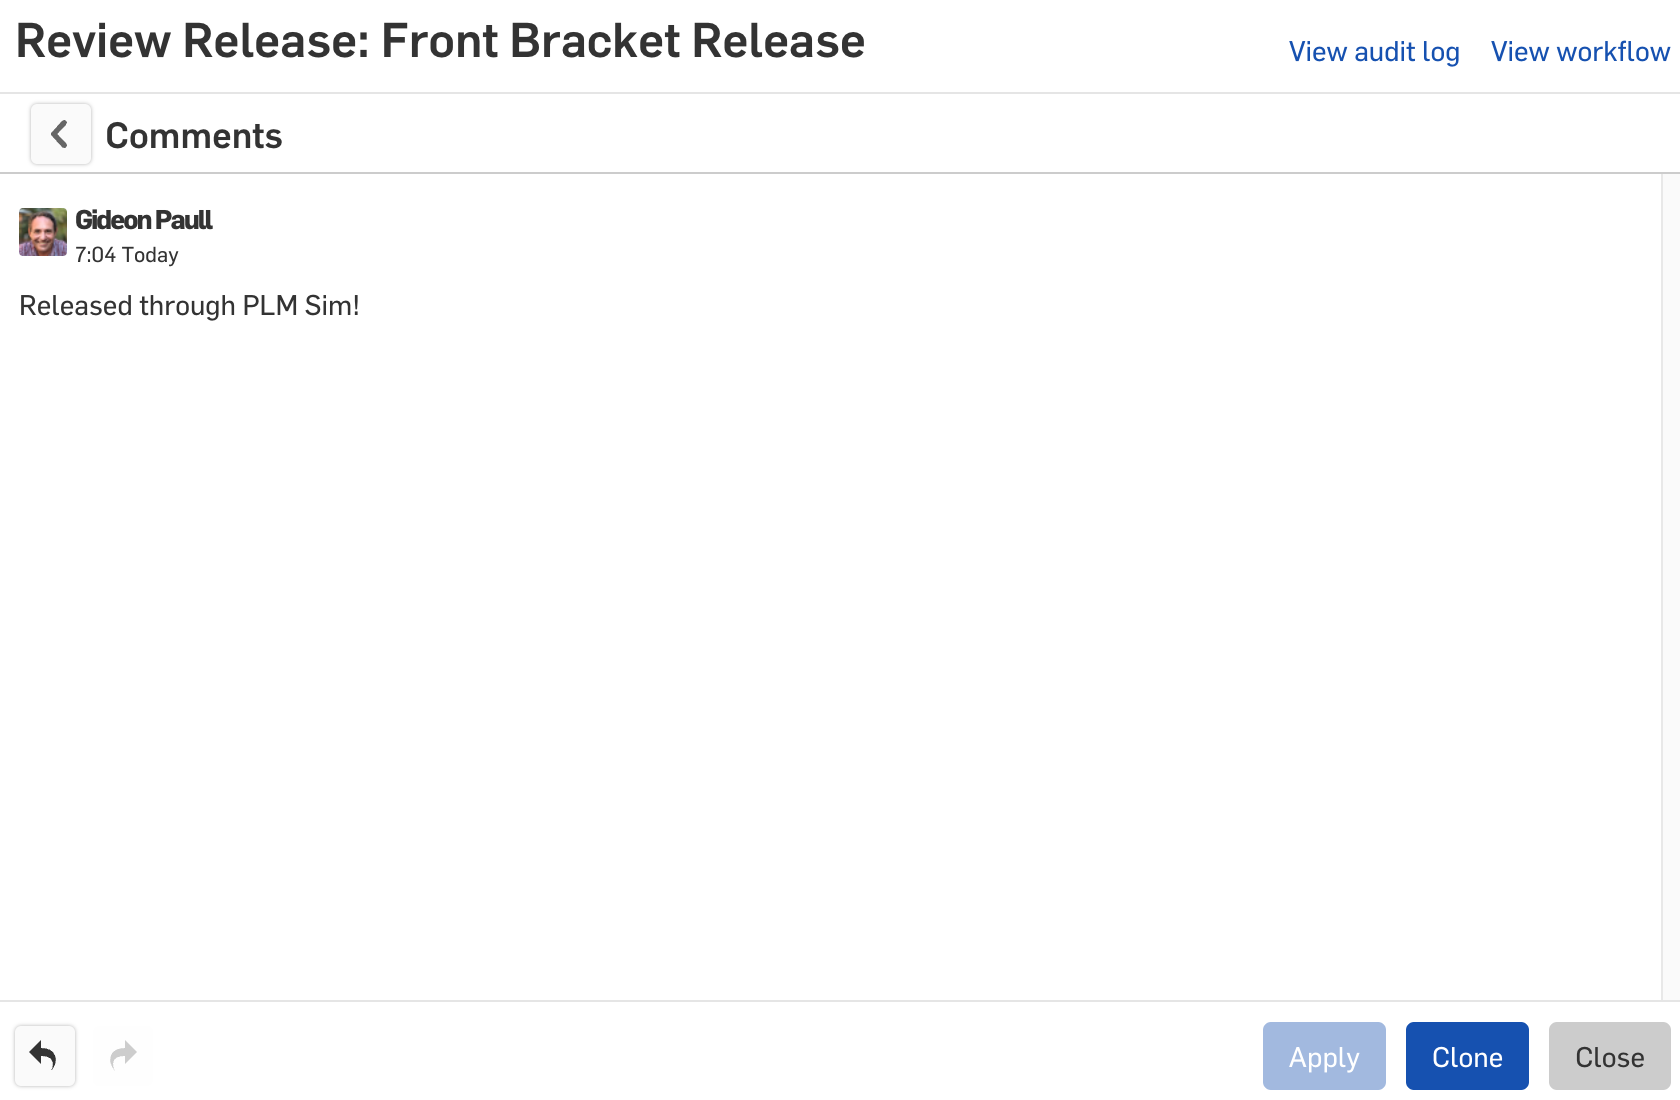 Review Release: Front Bracket Release
View audit log View workflow
Comments
Gideon Paull
7:04 Today
Released through PLM Sim!
Apply Clone Close